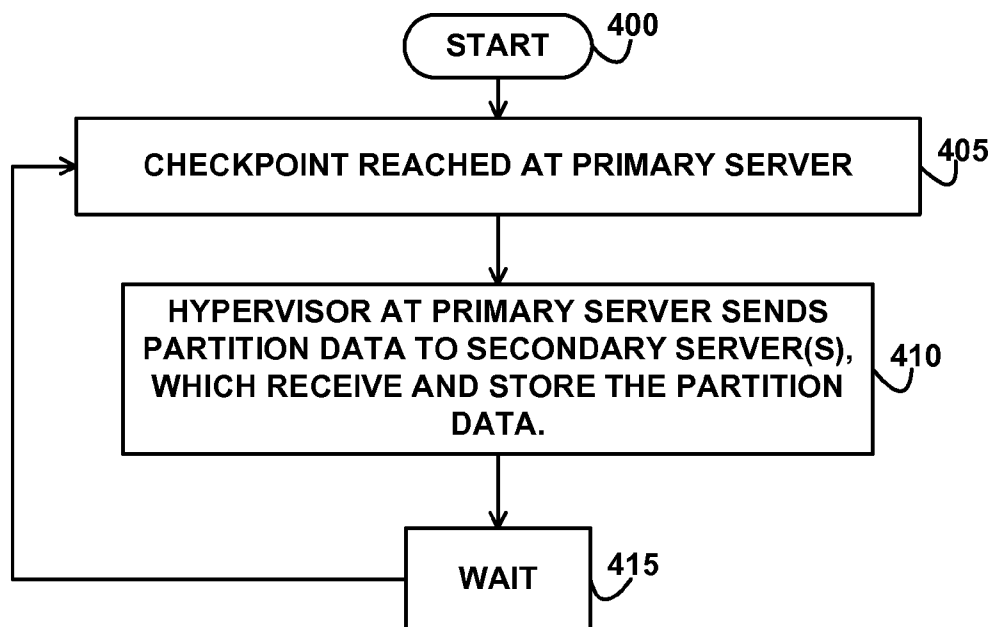 START
400
CHECKPOINT REACHED AT PRIMARY SERVER
405
HYPERVISOR AT PRIMARY SERVER SENDS
PARTITION DATA TO SECONDARY SERVER(S),
WHICH RECEIVE AND STORE THE PARTITION
DATA.
410
WAIT
415